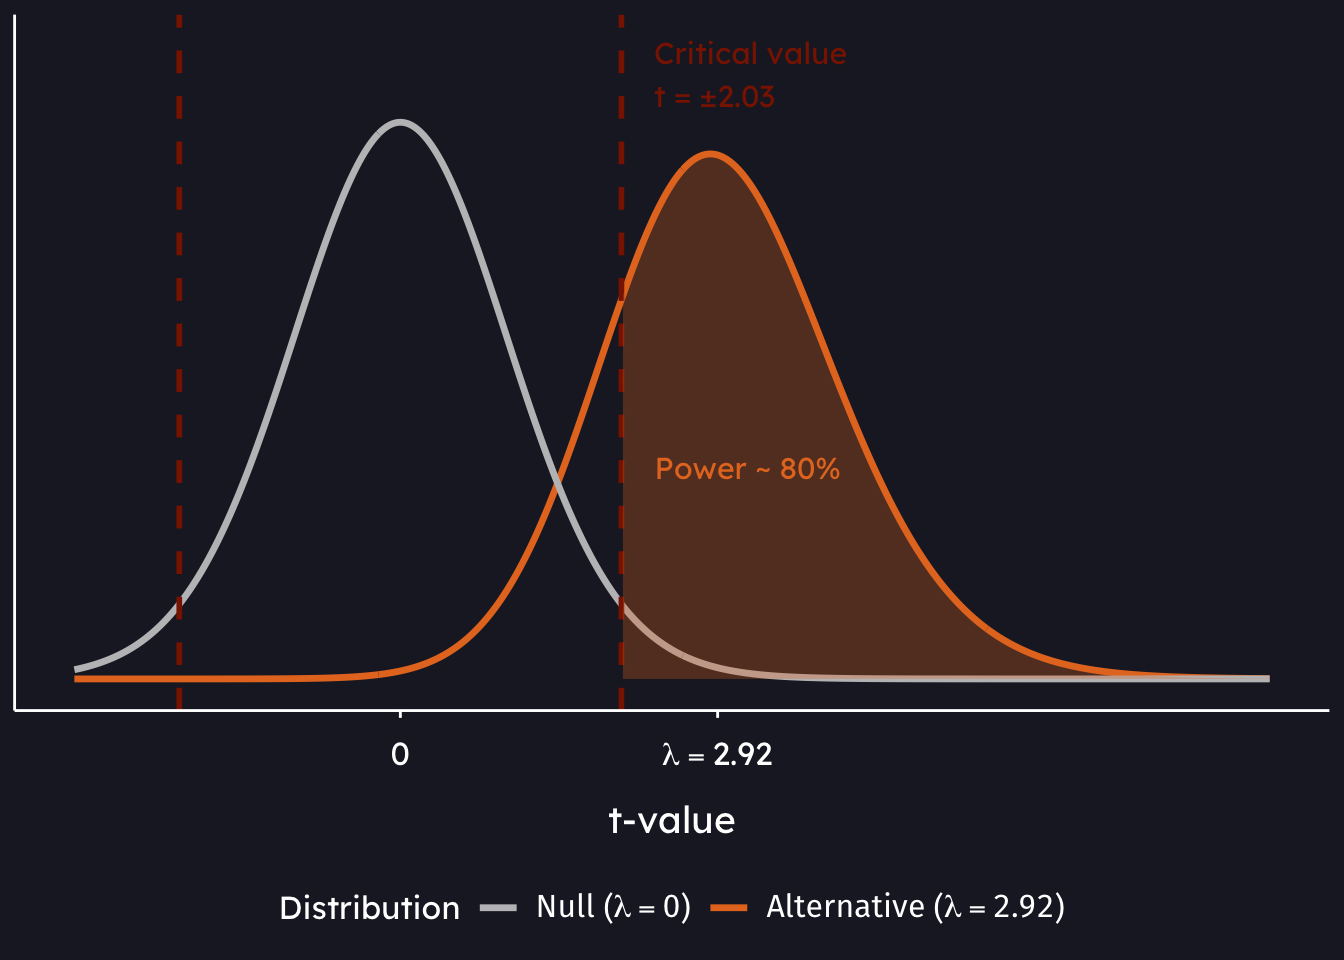 Critical value
t = ±2.03
Power ~ 80%
0
λ = 2.92
t-value
Distribution
Null (λ = 0)
Alternative (λ = 2.92)